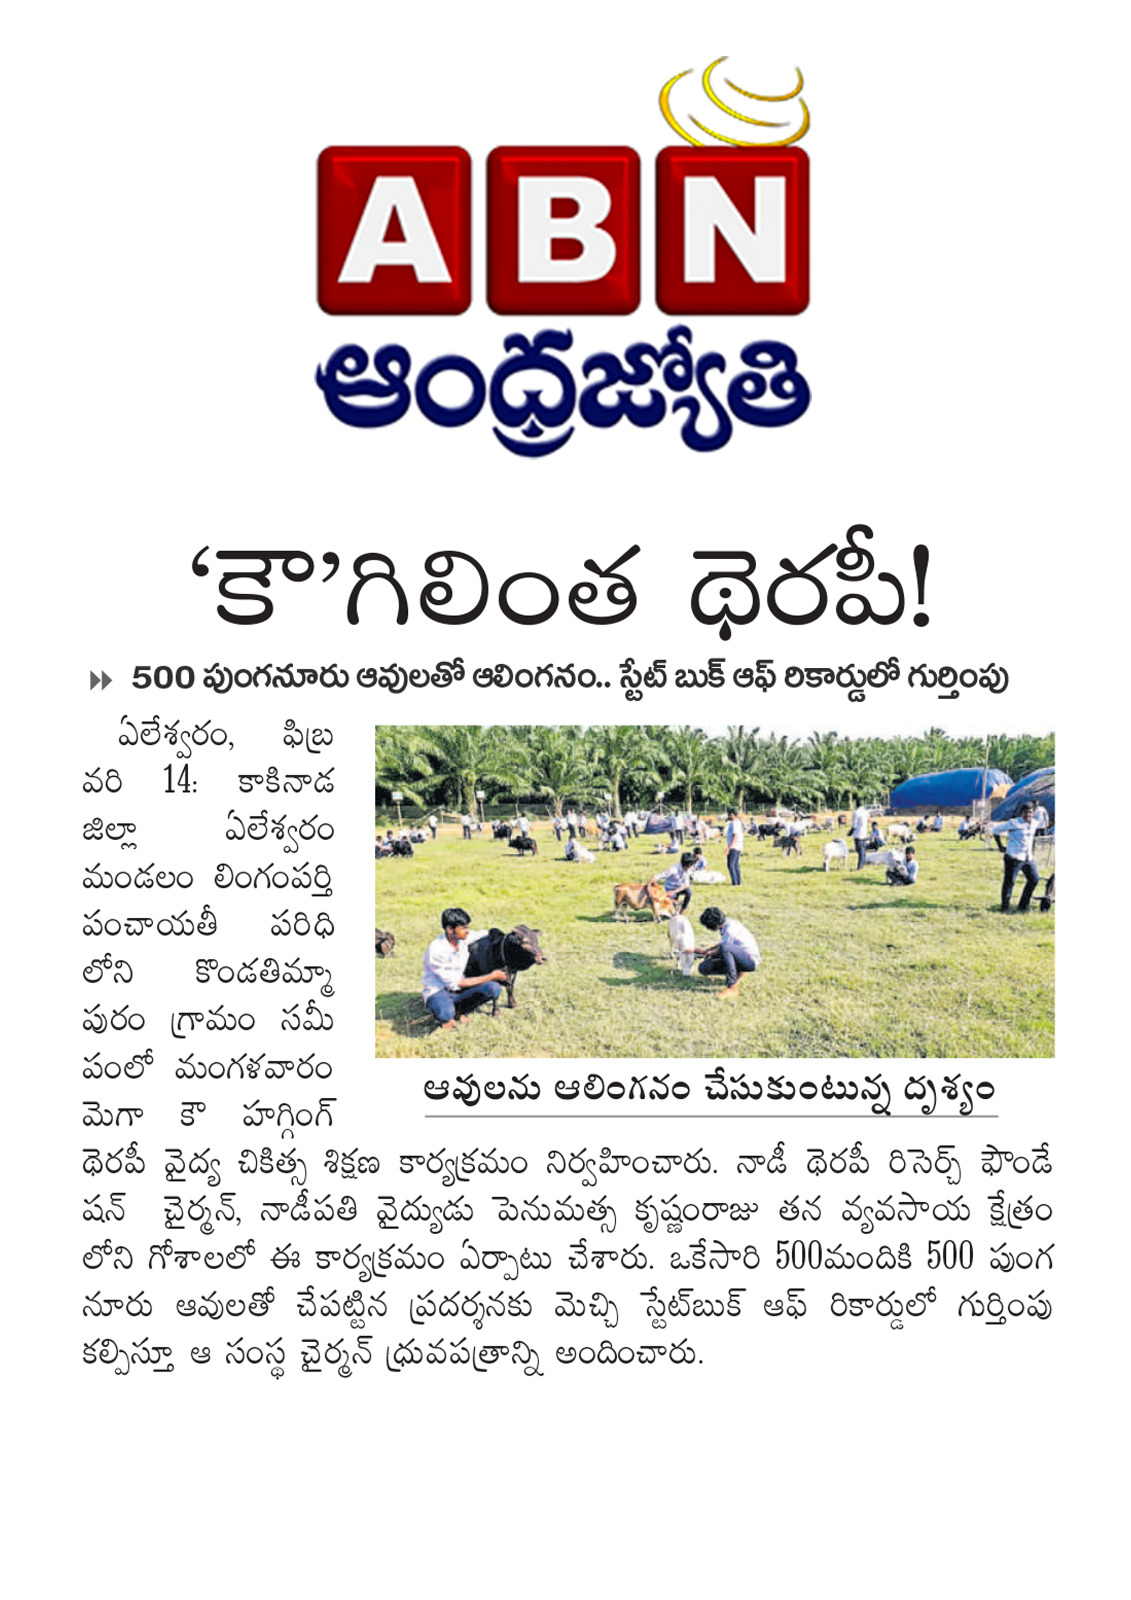 ABN
ఆంధ్రజ్యోతి
‘కౌ’గిలింత థెరపీ!
500 పుంగనూరు ఆవులతో ఆలింగనం.. స్టేట్ బుక్ ఆఫ్ రికార్డులో గుర్తింపు
ఏలేశ్వరం, ఫిబ్ర
వరి 14: కాకినాడ
జిల్లా ఏలేశ్వరం
మండలం లింగంపర్తి
పంచాయతీ పరిధి
లోని కొండతిమ్మా
పురం గ్రామం సమీ
పంలో మంగళవారం
మెగా కౌ హగ్గింగ్
ఆవులను ఆలింగనం చేసుకుంటున్న దృశ్యం
థెరపీ వైద్య చికిత్స శిక్షణ కార్యక్రమం నిర్వహించారు. నాడీ థెరపీ రిసెర్చ్ ఫౌండే
షన్ చైర్మన్, నాడీపతి వైద్యుడు పెనుమత్స కృష్ణంరాజు తన వ్యవసాయ క్షేత్రం
లోని గోశాలలో ఈ కార్యక్రమం ఏర్పాటు చేశారు. ఒకేసారి 500మందికి 500 పుంగ
నూరు ఆవులతో చేపట్టిన ప్రదర్శనకు మెచ్చి స్టేట్‌బుక్ ఆఫ్ రికార్డులో గుర్తింపు
కల్పిస్తూ ఆ సంస్థ చైర్మన్ ధ్రువపత్రాన్ని అందించారు.